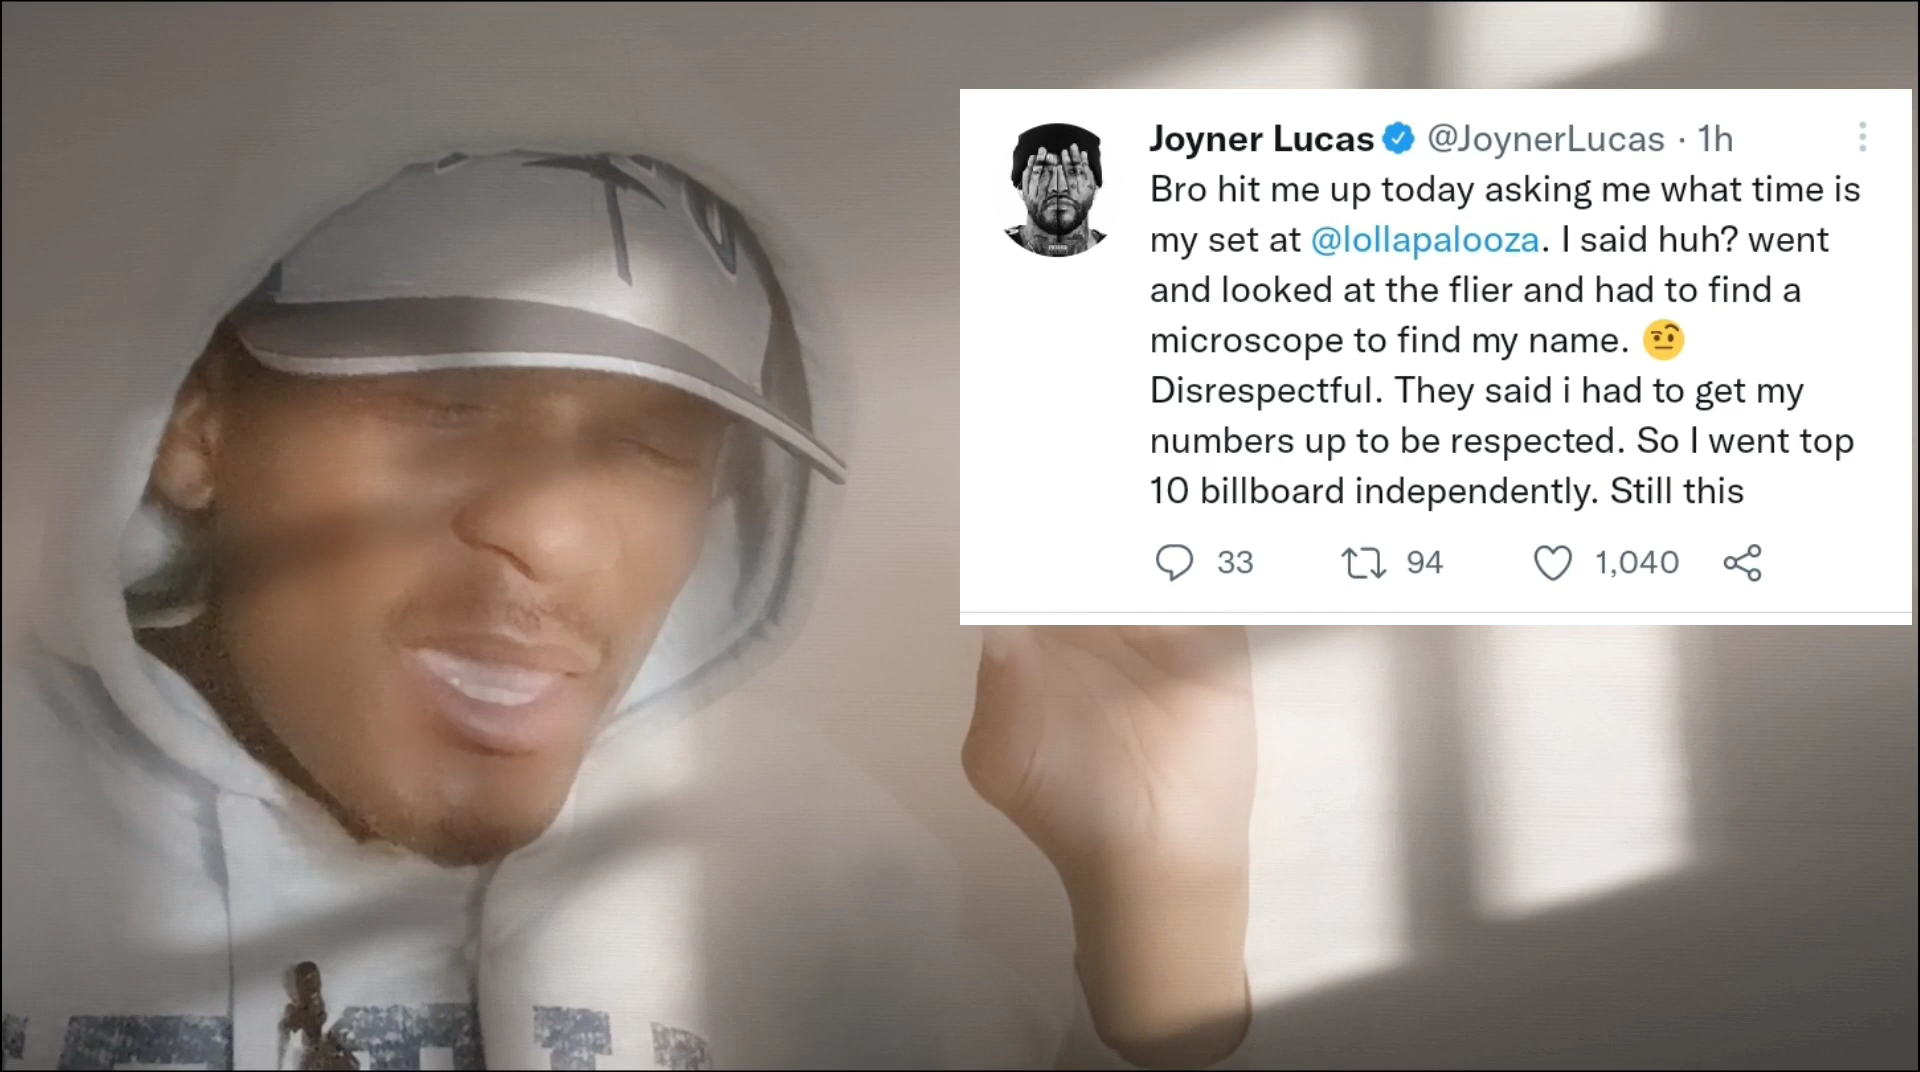 Joyner Lucas @JoynerLucas · 1h
Bro hit me up today asking me what time is
my set at @lollapalooza. I said huh? went
and looked at the flier and had to find a
microscope to find my name. 🤨
Disrespectful. They said i had to get my
numbers up to be respected. So I went top
10 billboard independently. Still this
33 94 1,040